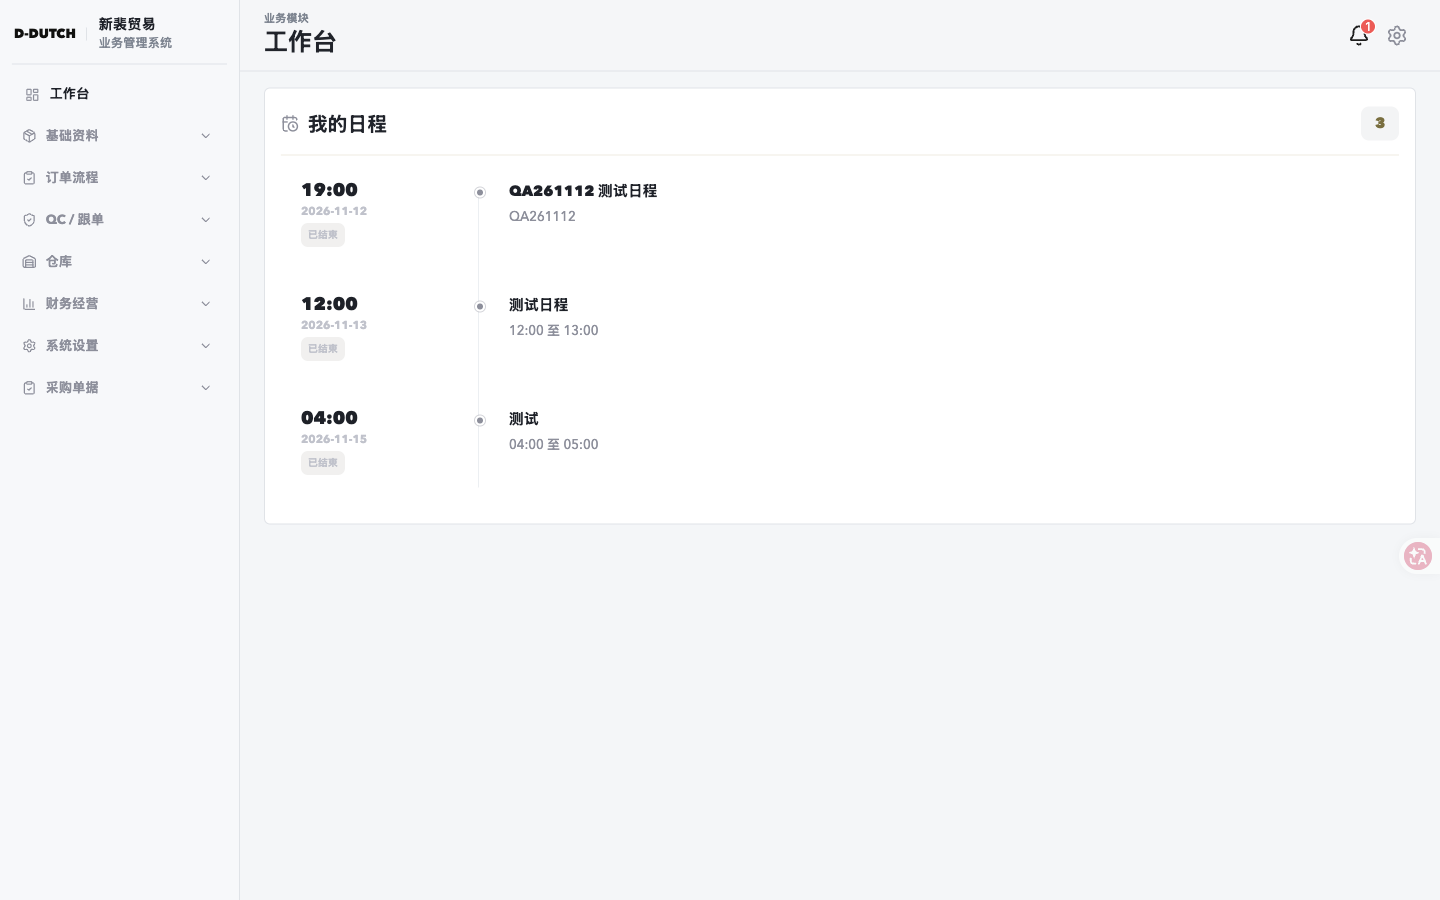 D-DUTCH
新裴贸易
业务管理系统
工作台
基础资料
订单流程
QC / 跟单
仓库
财务经营
系统设置
采购单据
业务模块
工作台
1
我的日程
3
19:00
2026-11-12
已结束
QA261112 测试日程
QA261112
12:00
2026-11-13
已结束
测试日程
12:00 至 13:00
04:00
2026-11-15
已结束
测试
04:00 至 05:00